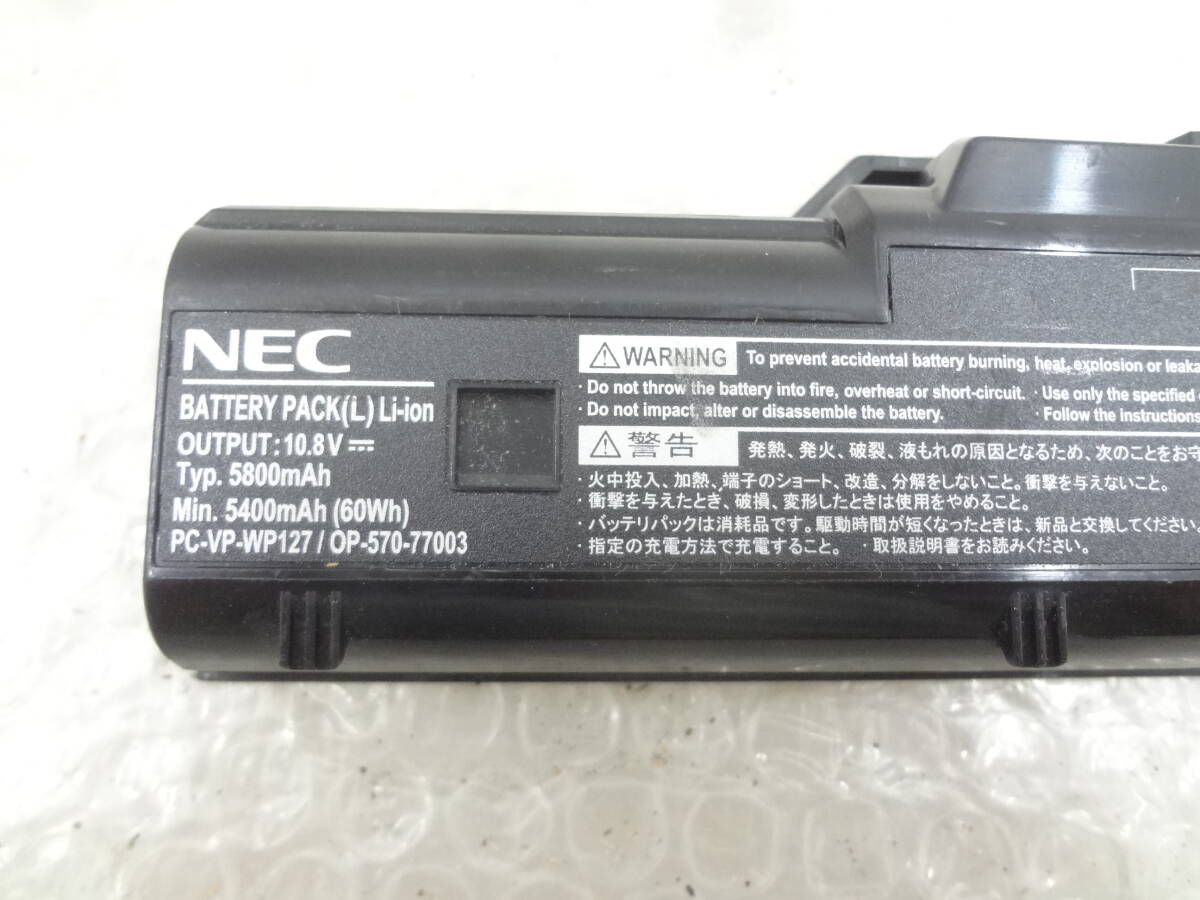 NEC
BATTERY PACK(L) Li-ion
OUTPUT:10.8V ⎓
Typ. 5800mAh
Min. 5400mAh (60Wh)
PC-VP-WP127 / OP-570-77003
⚠WARNING To prevent accidental battery burning, heat, explosion or
· Do not throw the battery into fire, overheat or short-circuit. · Use only the specified
· Do not impact, alter or disassemble the battery. · Follow the instructions
⚠警告 発熱、発火、破裂、液もれの原因となるため、次のことをお守
・火中投入、加熱、端子のショート、改造、分解をしないこと。衝撃を与えないこと。
・衝撃を与えたとき、破損、変形したときは使用をやめること。
・バッテリパックは消耗品です。駆動時間が短くなったときは、新品と交換してください。
・指定の充電方法で充電すること。 ・取扱説明書をお読みください。